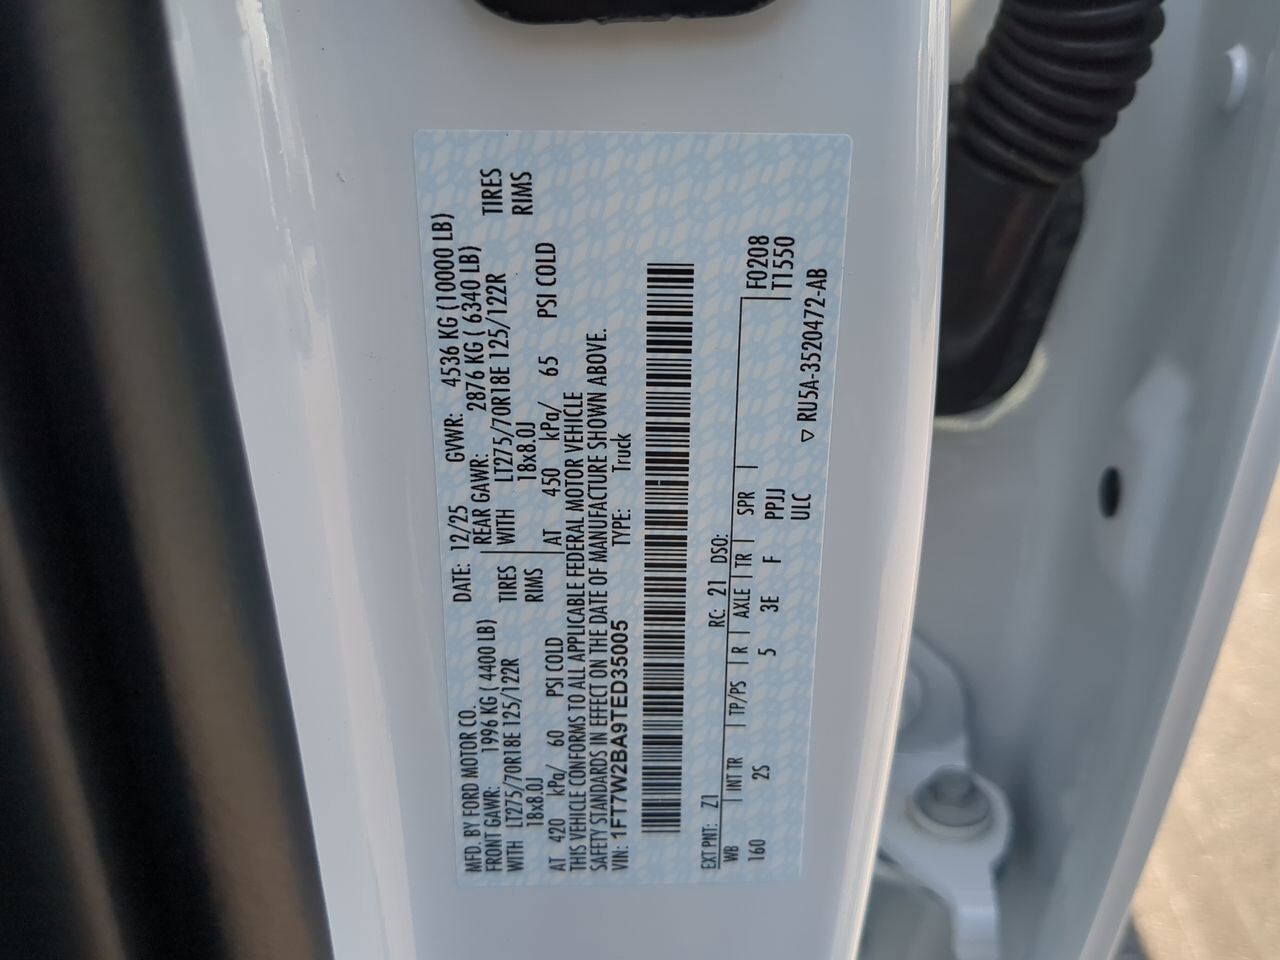 MFD. BY FORD MOTOR CO.
DATE: 12/25 GVWR: 4536 KG (10000 LB)
FRONT GAWR: 1996 KG ( 4400 LB) REAR GAWR: 2876 KG ( 6340 LB)
WITH LT275/70R18E 125/122R TIRES WITH LT275/70R18E 125/122R TIRES
18x8.0J RIMS 18x8.0J RIMS
AT 420 kPa/ 60 PSI COLD AT 450 kPa/ 65 PSI COLD
THIS VEHICLE CONFORMS TO ALL APPLICABLE FEDERAL MOTOR VEHICLE
SAFETY STANDARDS IN EFFECT ON THE DATE OF MANUFACTURE SHOWN ABOVE.
VIN: 1FT7W2BA9TED35005 TYPE: Truck
EXT PNT: Z1 RC: 21 DSO:
WB INT TR TP/PS R AXLE TR SPR F0208
160 2S 5 3E F PPJJ T1550
ULC
▽ RU5A-3520472-AB